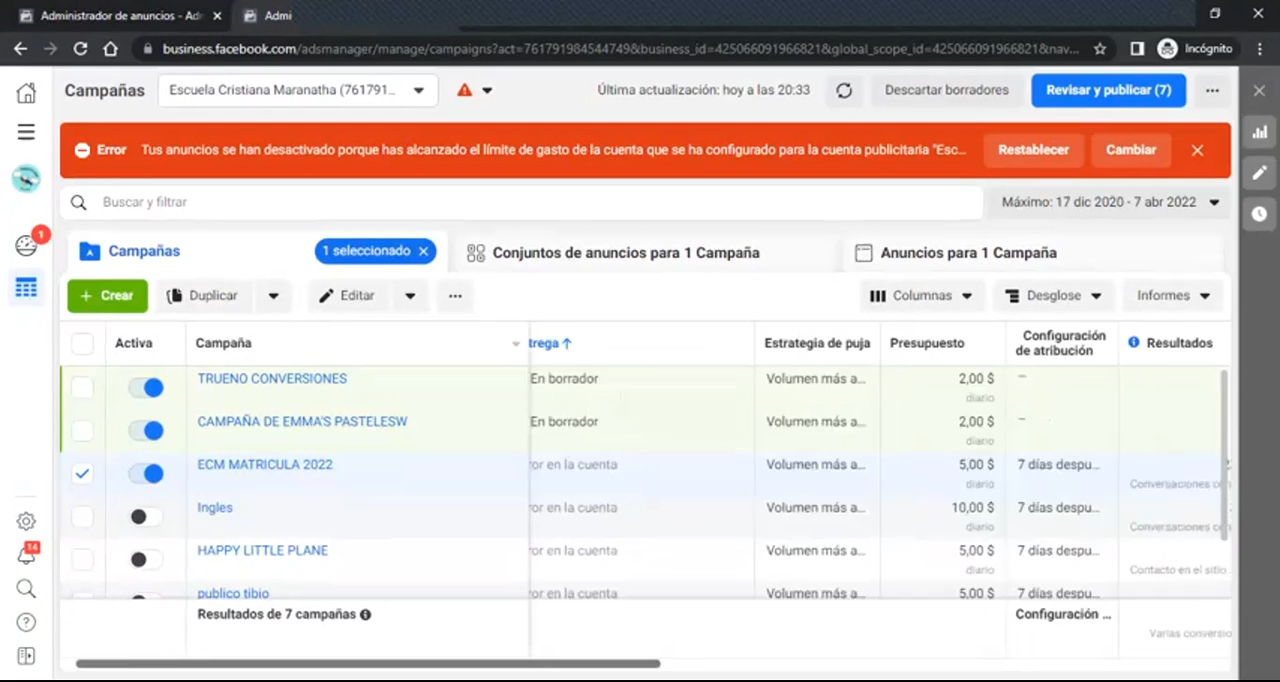 Administrador de anuncios - Adm
Admi
business.facebook.com/adsmanager/manage/campaigns?act=761791984544749&business_id=425066091966821&global_scope_id=425066091966821&nav...
Incógnito
Campañas
Escuela Cristiana Maranatha (761791...
Última actualización: hoy a las 20:33
Descartar borradores
Revisar y publicar (7)
Error
Tus anuncios se han desactivado porque has alcanzado el límite de gasto de la cuenta que se ha configurado para la cuenta publicitaria "Esc...
Restablecer
Cambiar
Buscar y filtrar
Máximo: 17 dic 2020 - 7 abr 2022
1
Campañas
1 seleccionado
Conjuntos de anuncios para 1 Campaña
Anuncios para 1 Campaña
+ Crear
Duplicar
Editar
...
Columnas
Desglose
Informes
Activa
Campaña
trega ↑
Estrategia de puja
Presupuesto
Configuración
de atribución
Resultados
TRUENO CONVERSIONES
En borrador
Volumen más a...
2,00 $
diario
—
CAMPAÑA DE EMMA'S PASTELESW
En borrador
Volumen más a...
2,00 $
diario
—
ECM MATRICULA 2022
ror en la cuenta
Volumen más a...
5,00 $
diario
7 días despu...
Conversaciones con
Ingles
ror en la cuenta
Volumen más a...
10,00 $
diario
7 días despu...
Conversaciones con
HAPPY LITTLE PLANE
ror en la cuenta
Volumen más a...
5,00 $
diario
7 días despu...
Contacto en el sitio
publico tibio
ror en la cuenta
Volumen más a...
5,00 $
7 días despu...
Resultados de 7 campañas
Configuración ...
Varias conversio
14